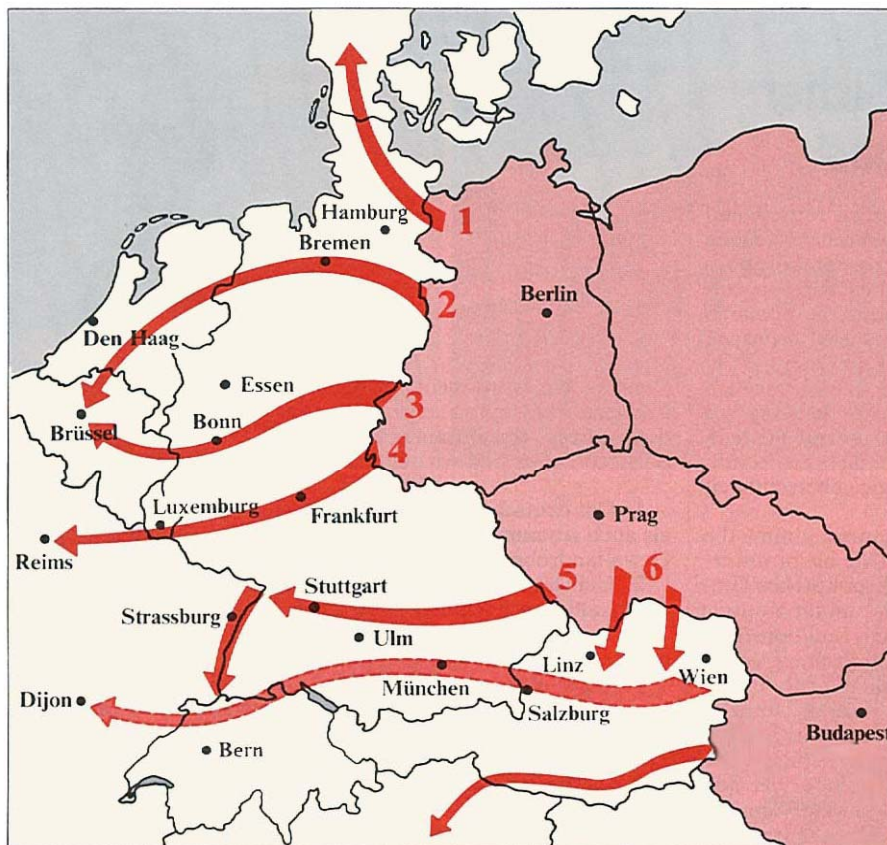 Hamburg
1
Bremen
2
Berlin
Den Haag
Essen
3
Brüssel
Bonn
4
Luxemburg
Frankfurt
Prag
Reims
5
6
Stuttgart
Strassburg
Ulm
Linz
Wien
München
Dijon
Salzburg
Budapest
Bern